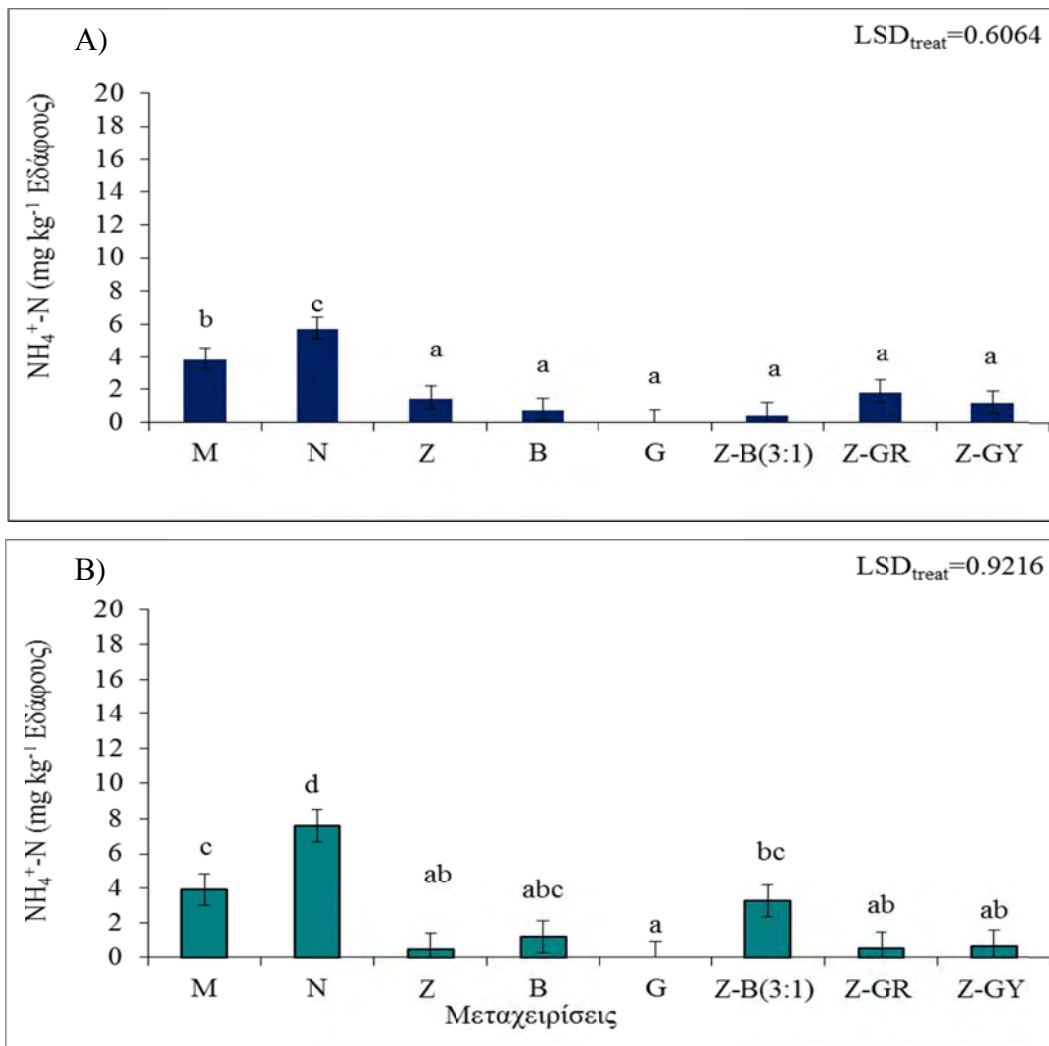 A)
LSDtreat=0.6064
NH4+-N (mg kg-1 Εδάφους)
20
18
16
14
12
10
8
6
4
2
0
b
c
a
a
a
a
a
a
M N Z B G Z-B(3:1) Z-GR Z-GY
B)
LSDtreat=0.9216
NH4+-N (mg kg-1 Εδάφους)
20
18
16
14
12
10
8
6
4
2
0
c
d
ab
abc
a
bc
ab
ab
M N Z B G Z-B(3:1) Z-GR Z-GY
Μεταχειρίσεις